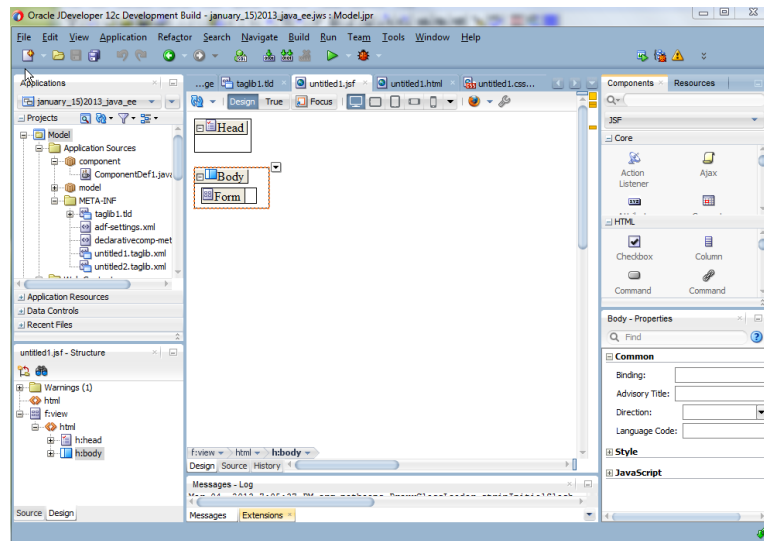 Oracle JDeveloper 12c Development Build - january_15)2013_java_ee.jws : Model.jpr
File Edit View Application Refactor Search Navigate Build Run Team Tools Window Help
Applications
january_15)2013_java_ee
Projects
Model
Application Sources
component
ComponentDef1.java
model
META-INF
taglib1.tld
adf-settings.xml
declarativecomp-met
untitled1.taglib.xml
untitled2.taglib.xml
Application Resources
Data Controls
Recent Files
untitled1.jsf - Structure
Warnings (1)
html
f:view
html
h:head
h:body
Source Design
...ge taglib1.tld untitled1.jsf untitled1.html untitled1.css...
Design True Focus
Head
Body
Form
f:view html h:body
Design Source History
Messages - Log
Messages Extensions
Components Resources
JSF
Core
Action Listener
Ajax
HTML
Checkbox
Column
Command
Command
Body - Properties
Find
Common
Binding:
Advisory Title:
Direction:
Language Code:
Style
JavaScript